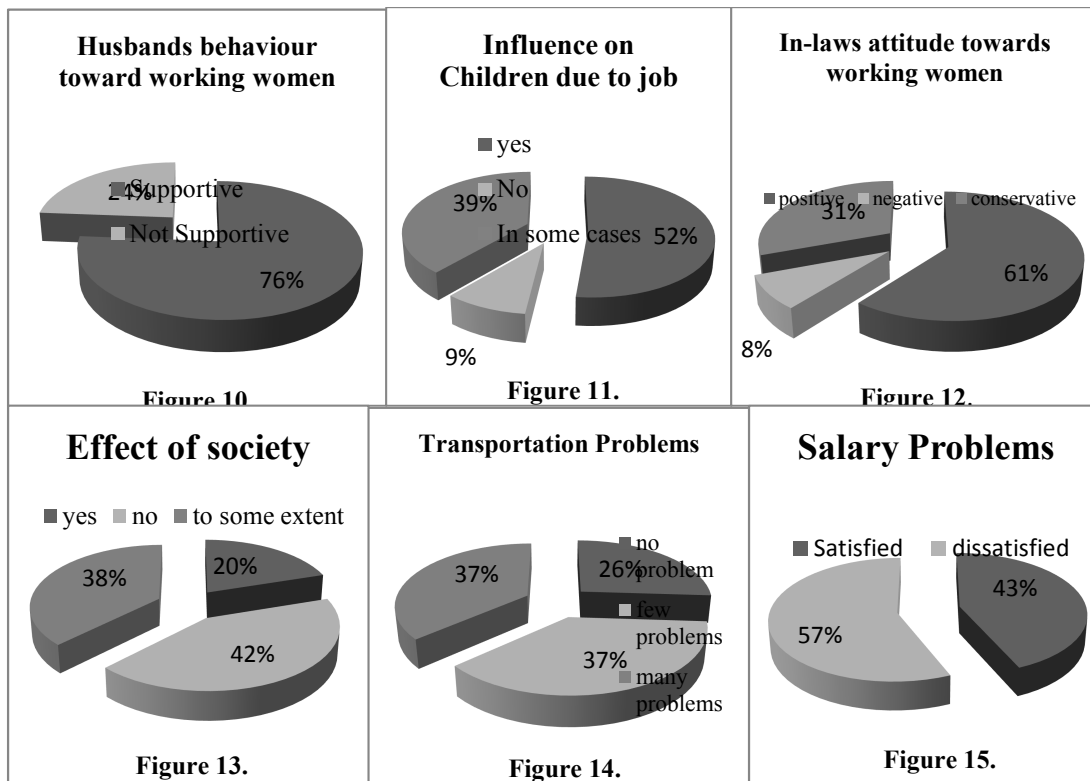 Husbands behaviour
toward working women
24%
Supportive
Not Supportive
76%
Figure 10
Influence on
Children due to job
yes
No
In some cases
39%
52%
9%
Figure 11.
In-laws attitude towards
working women
positive negative conservative
31%
61%
8%
Figure 12.
Effect of society
yes no to some extent
20%
38%
42%
Figure 13.
Transportation Problems
no
problem
few
problems
many
problems
26%
37%
37%
Figure 14.
Salary Problems
Satisfied dissatisfied
43%
57%
Figure 15.